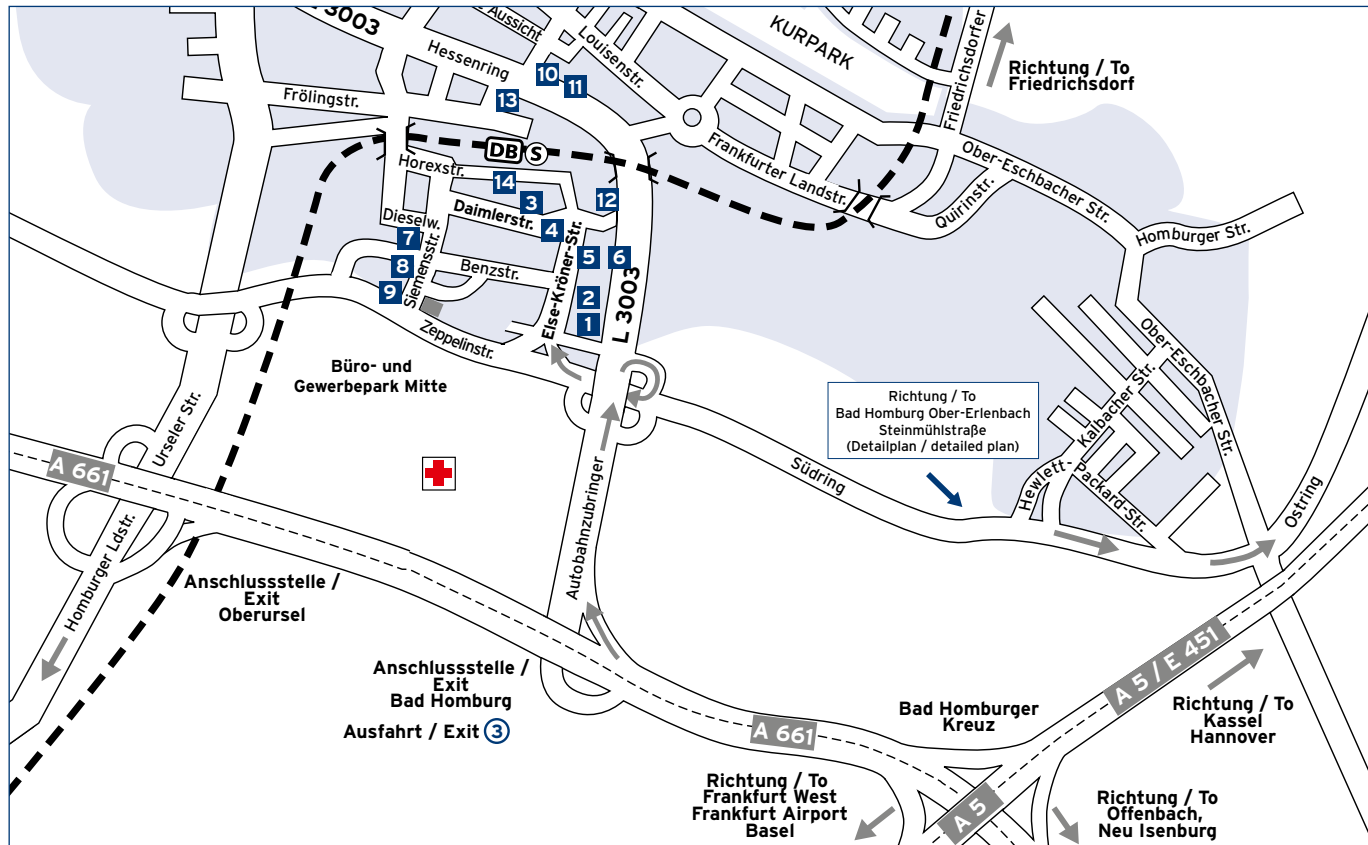 L 3003
Aussicht
Louisenstr.
KURPARK
Hessenring
10
11
13
Frölingstr.
Friedrichsdorfer
Richtung / To
Friedrichsdorf
DB
S
Horexstr.
14
3
12
Daimlerstr.
4
Frankfurter Landstr.
Ober-Eschbacher Str.
Quirinstr.
Homburger Str.
Dieselw.
7
8
9
Siemensstr.
Benzstr.
Else-Kröner-Str.
5
6
2
1
L 3003
Zeppelinstr.
Büro- und
Gewerbepark Mitte
Urseler Str.
A 661
Homburger Ldstr.
Anschlussstelle /
Exit
Oberursel
Autobahnzubringer
Richtung / To
Bad Homburg Ober-Erlenbach
Steinmühlstraße
(Detailplan / detailed plan)
Südring
Kalbacher Str.
Ober-Eschbacher Str.
Hewlett-
Packard-Str.
Ostring
Anschlussstelle /
Exit
Bad Homburg
Ausfahrt / Exit 3
A 661
Bad Homburger
Kreuz
A 5 / E 451
Richtung / To
Kassel
Hannover
Richtung / To
Frankfurt West
Frankfurt Airport
Basel
A 5
Richtung / To
Offenbach,
Neu Isenburg